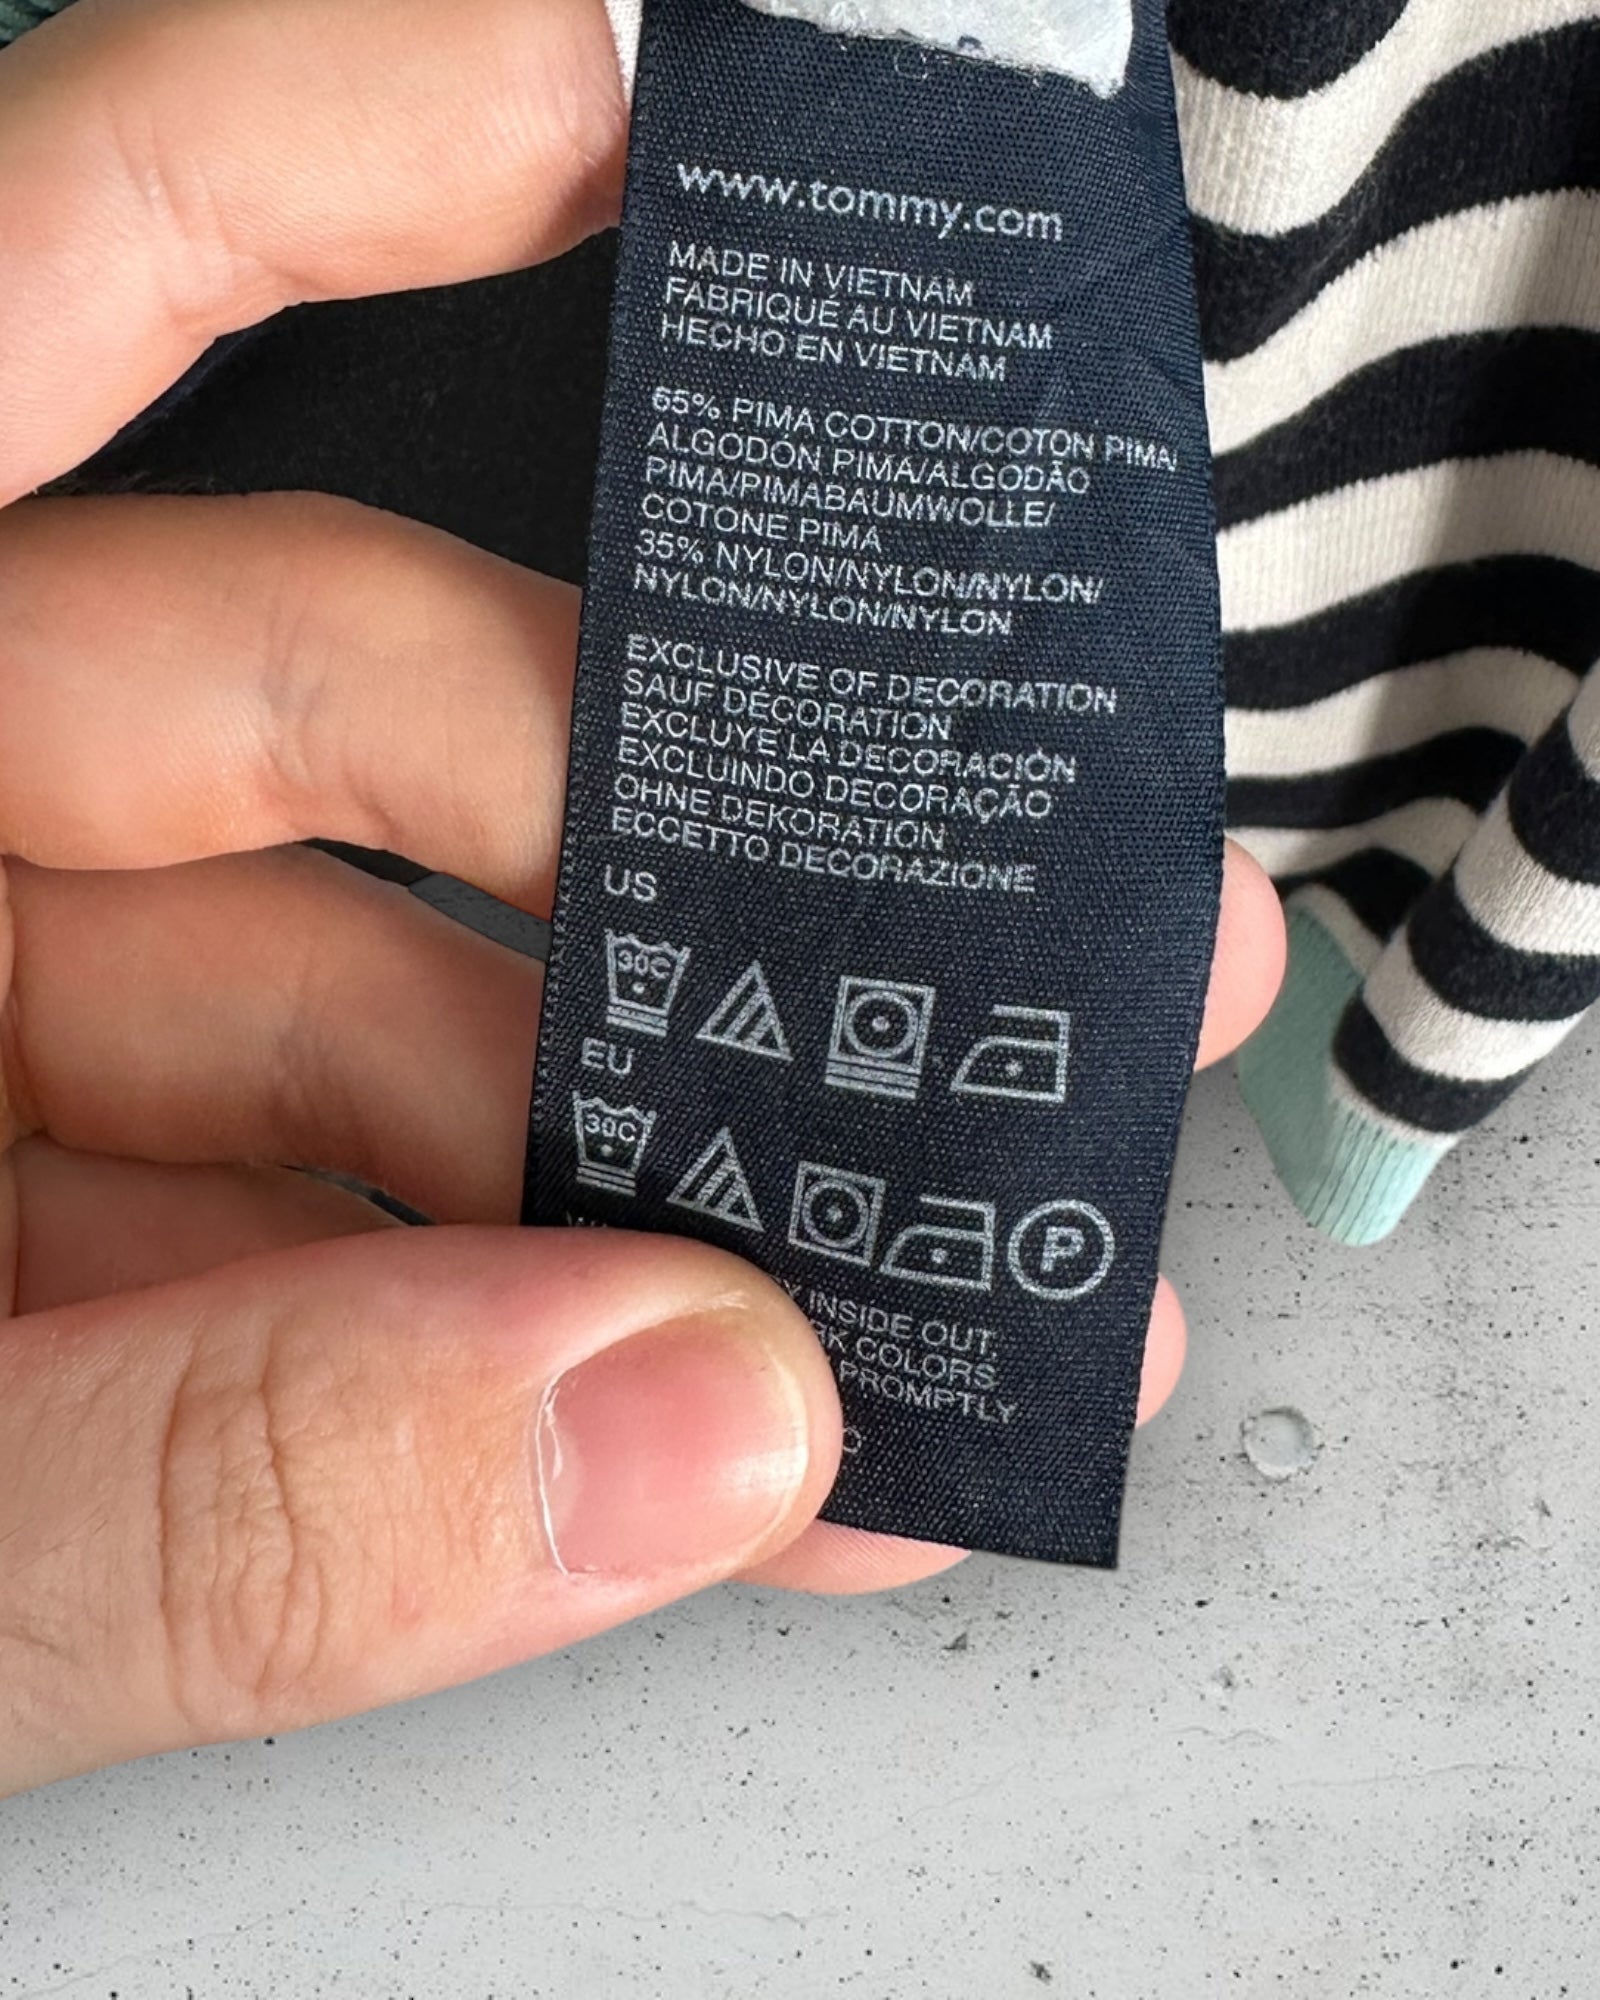 www.tommy.com
MADE IN VIETNAM
FABRIQUÉ AU VIETNAM
HECHO EN VIETNAM
65% PIMA COTTON/COTON PIMA/
ALGODÓN PIMA/ALGODÃO
PIMA/PIMABAUMWOLLE/
COTONE PIMA
35% NYLON/NYLON/NYLON/
NYLON/NYLON/NYLON
EXCLUSIVE OF DECORATION
SAUF DÉCORATION
EXCLUYE LA DECORACIÓN
EXCLUINDO DECORAÇÃO
OHNE DEKORATION
ECCETTO DECORAZIONE
US
30C
EU
30C
P
INSIDE OUT,
COLORS
PROMPTLY